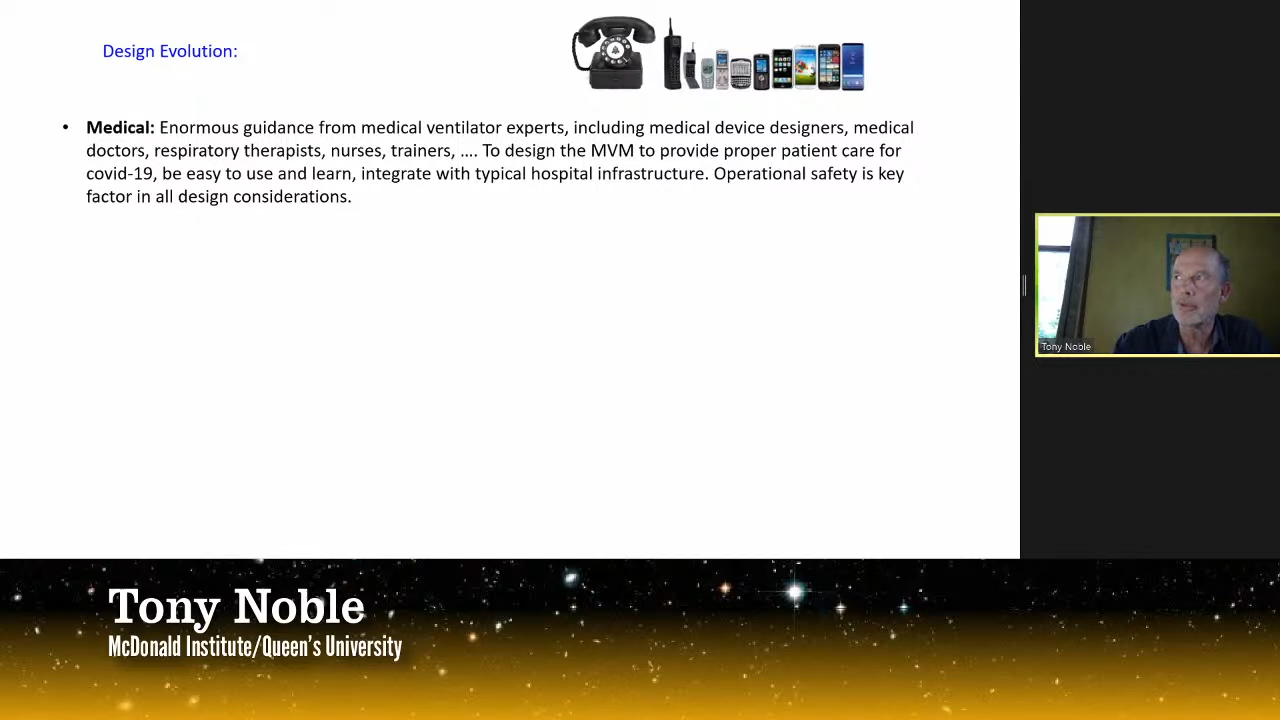 Design Evolution:
• Medical: Enormous guidance from medical ventilator experts, including medical device designers, medical
doctors, respiratory therapists, nurses, trainers, …. To design the MVM to provide proper patient care for
covid-19, be easy to use and learn, integrate with typical hospital infrastructure. Operational safety is key
factor in all design considerations.
Tony Noble
Tony Noble
McDonald Institute/Queen's University